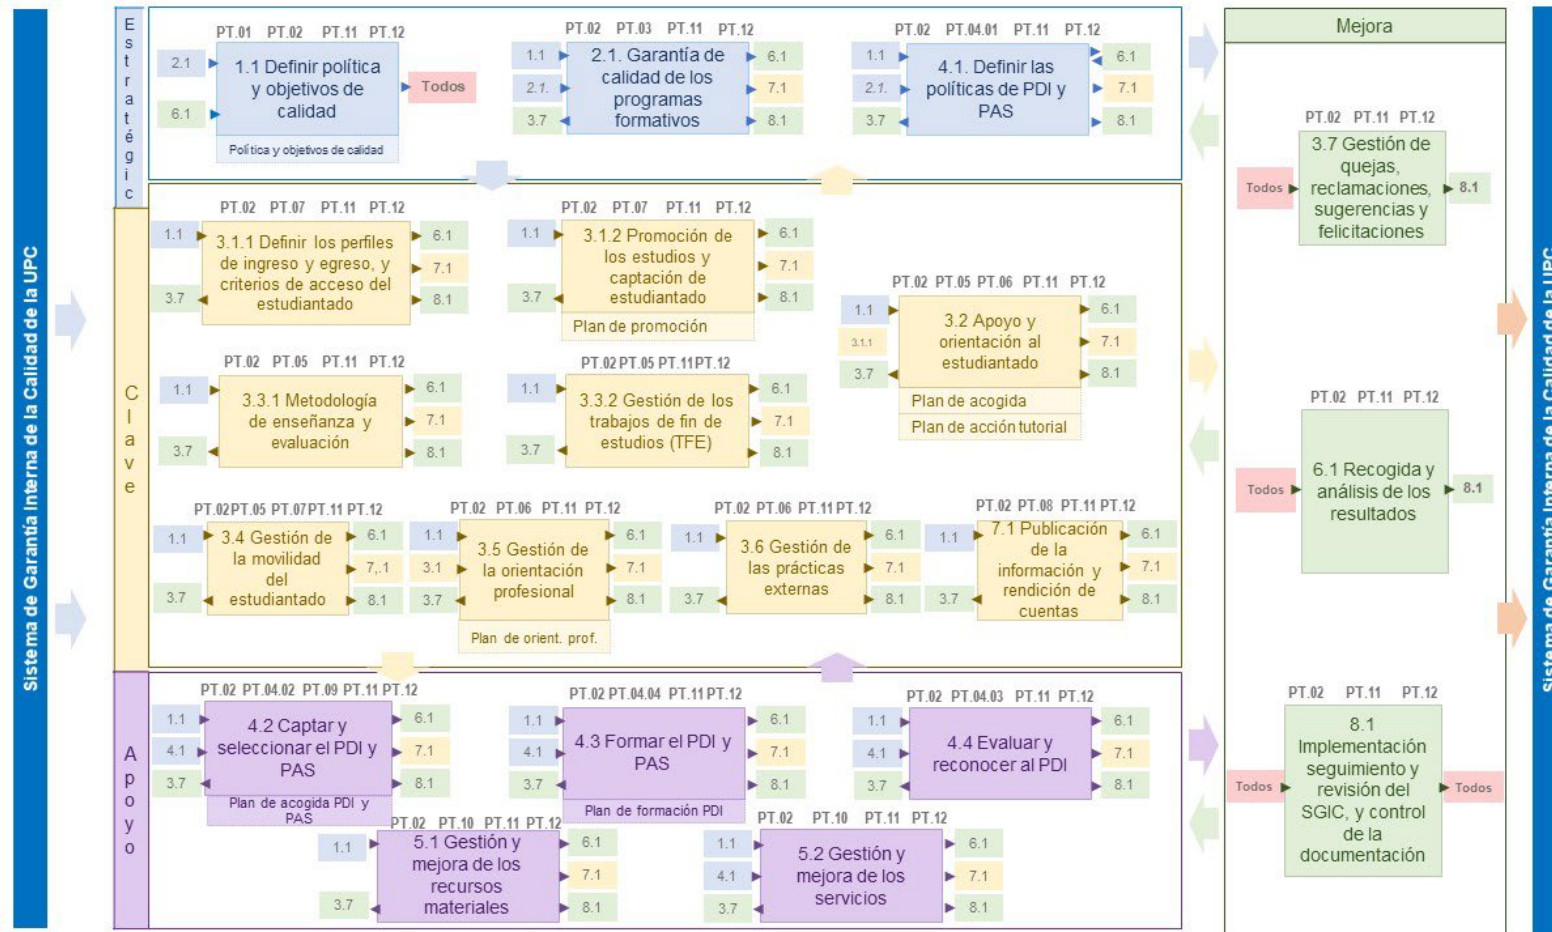 Sistema de Garantía Interna de la Calidad de la UPC
Estratégic
PT.01 PT.02 PT.11 PT.12
2.1
6.1
1.1 Definir política
y objetivos de
calidad
Política y objetivos de calidad
Todos
PT.02 PT.03 PT.11 PT.12
1.1
2.1.
3.7
2.1. Garantía de
calidad de los
programas
formativos
6.1
7.1
8.1
PT.02 PT.04.01 PT.11 PT.12
1.1
2.1.
3.7
4.1. Definir las
políticas de PDI y
PAS
6.1
7.1
8.1
Clave
PT.02 PT.07 PT.11 PT.12
1.1
3.7
3.1.1 Definir los perfiles
de ingreso y egreso, y
criterios de acceso del
estudiantado
6.1
7.1
8.1
PT.02 PT.07 PT.11 PT.12
1.1
3.7
3.1.2 Promoción de
los estudios y
captación de
estudiantado
Plan de promoción
6.1
7.1
8.1
PT.02 PT.05 PT.06 PT.11 PT.12
1.1
3.1.1
3.7
3.2 Apoyo y
orientación al
estudiantado
Plan de acogida
Plan de acción tutorial
6.1
7.1
8.1
PT.02 PT.05 PT.11 PT.12
1.1
3.7
3.3.1 Metodología
de enseñanza y
evaluación
6.1
7.1
8.1
PT.02 PT.05 PT.11 PT.12
1.1
3.7
3.3.2 Gestión de los
trabajos de fin de
estudios (TFE)
6.1
7.1
8.1
PT.02 PT.05 PT.07 PT.11 PT.12
1.1
3.7
3.4 Gestión de
la movilidad
del
estudiantado
6.1
7,.1
8.1
PT.02 PT.06 PT.11 PT.12
1.1
3.1
3.7
3.5 Gestión de
la orientación
profesional
Plan de orient. prof.
6.1
7.1
8.1
PT.02 PT.06 PT.11 PT.12
1.1
3.7
3.6 Gestión de
las prácticas
externas
6.1
7.1
8.1
PT.02 PT.08 PT.11 PT.12
1.1
3.7
7.1 Publicación
de la
información y
rendición de
cuentas
6.1
7.1
8.1
Apoyo
PT.02 PT.04.02 PT.09 PT.11 PT.12
1.1
4.1
3.7
4.2 Captar y
seleccionar el PDI y
PAS
Plan de acogida PDI y
PAS
6.1
7.1
8.1
PT.02 PT.04.04 PT.11 PT.12
1.1
4.1
3.7
4.3 Formar el PDI y
PAS
Plan de formación PDI
6.1
7.1
8.1
PT.02 PT.04.03 PT.11 PT.12
1.1
4.1
3.7
4.4 Evaluar y
reconocer al PDI
6.1
7.1
8.1
PT.02 PT.10 PT.11 PT.12
1.1
3.7
5.1 Gestión y
mejora de los
recursos
materiales
6.1
7.1
8.1
PT.02 PT.10 PT.11 PT.12
1.1
4.1
3.7
5.2 Gestión y
mejora de los
servicios
6.1
7.1
8.1
Mejora
PT.02 PT.11 PT.12
Todos
3.7 Gestión de
quejas,
reclamaciones,
sugerencias y
felicitaciones
8.1
PT.02 PT.11 PT.12
Todos
6.1 Recogida y
análisis de los
resultados
8.1
PT.02 PT.11 PT.12
Todos
8.1
Implementación
seguimiento y
revisión del
SGIC, y control
de la
documentación
Todos
Sistema de Garantía Interna de la Calidad de la UPC